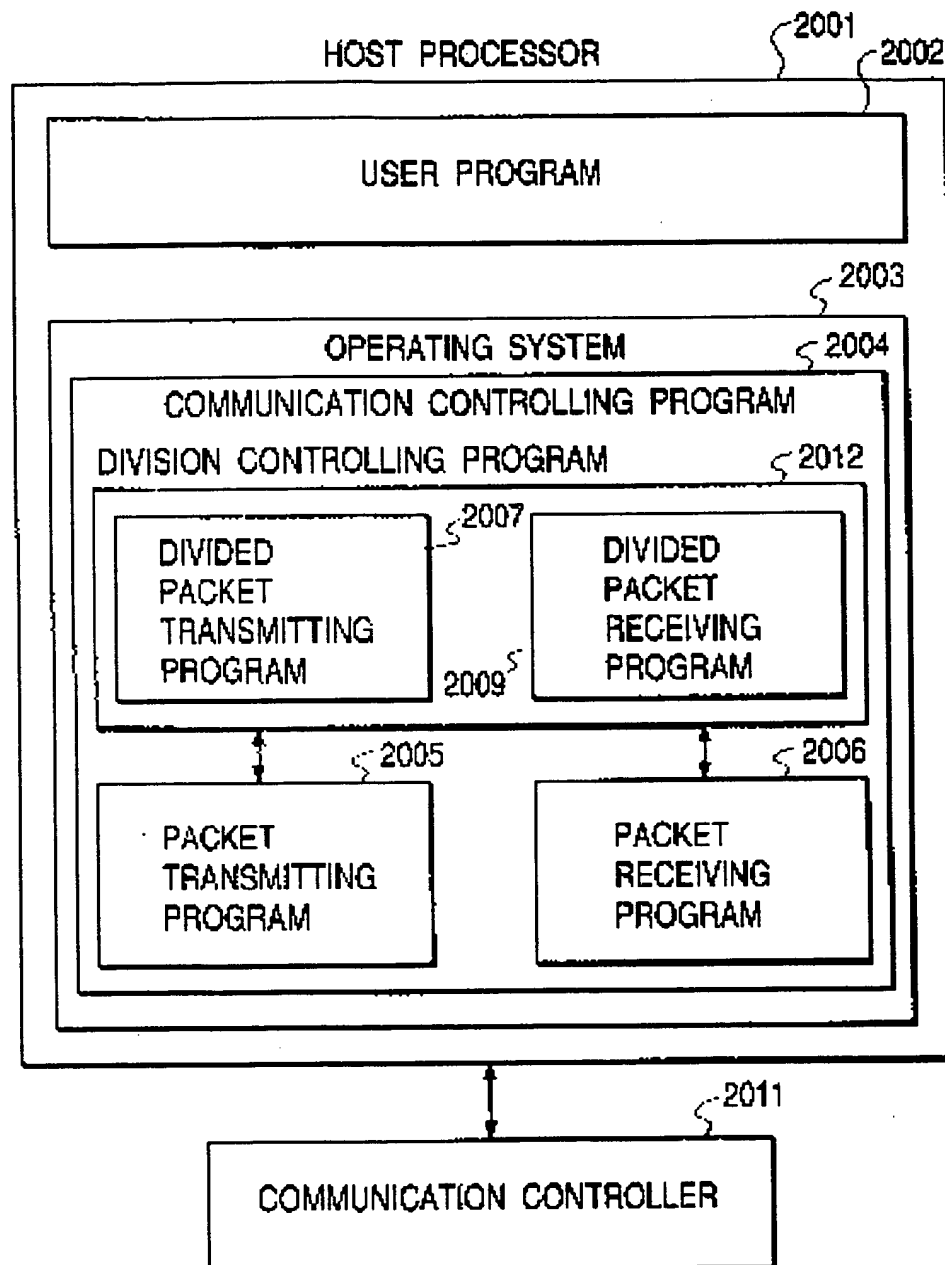 2001
HOST PROCESSOR
2002
USER PROGRAM
2003
OPERATING SYSTEM
2004
COMMUNICATION CONTROLLING PROGRAM
DIVISION CONTROLLING PROGRAM
2012
2007
DIVIDED
PACKET
TRANSMITTING
PROGRAM
2009
DIVIDED
PACKET
RECEIVING
PROGRAM
2005
2006
PACKET
TRANSMITTING
PROGRAM
PACKET
RECEIVING
PROGRAM
2011
COMMUNICATION CONTROLLER